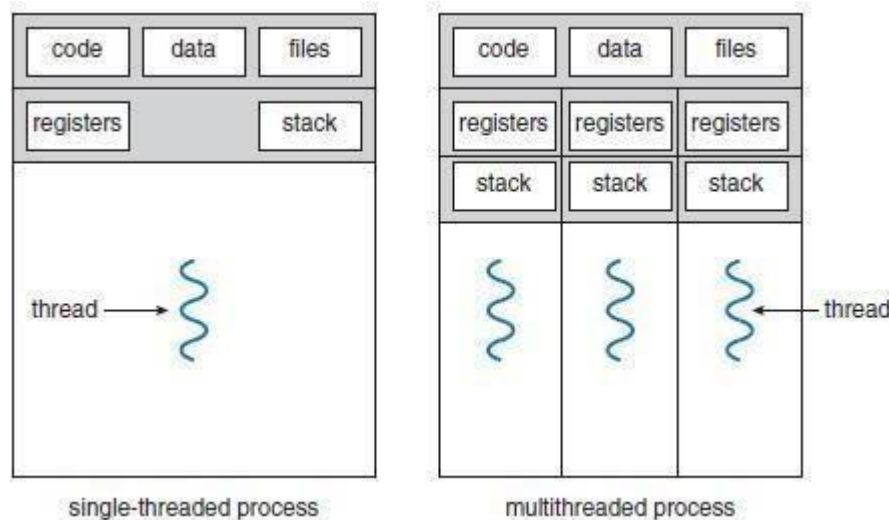 code data files
registers stack
thread
single-threaded process
code data files
registers registers registers
stack stack stack
thread
multithreaded process